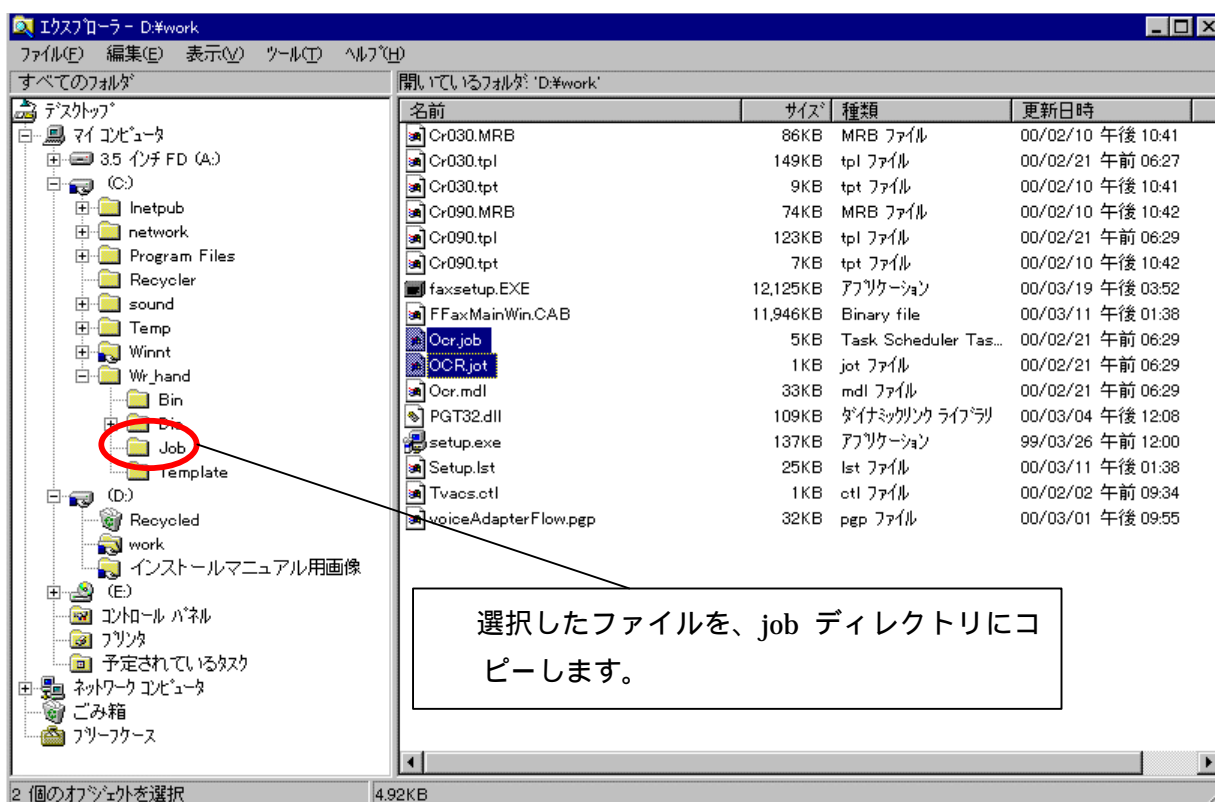 エクスプローラー - D:¥work
ファイル(F) 編集(E) 表示(V) ツール(T) ヘルプ(H)
すべてのフォルダ
開いているフォルダ: 'D:¥work'
デスクトップ
マイ コンピュータ
3.5 インチ FD (A:)
(C:)
Inetpub
network
Program Files
Recycler
sound
Temp
Winnt
Wr_hand
Bin
Job
Template
(D:)
Recycled
work
インストールマニュアル用画像
(E:)
コントロール パネル
プリンタ
予定されているタスク
ネットワーク コンピュータ
ごみ箱
ブリーフケース
名前 サイズ 種類 更新日時
Cr030.MRB 86KB MRB ファイル 00/02/10 午後 10:41
Cr030.tpl 149KB tpl ファイル 00/02/21 午前 06:27
Cr030.tpt 9KB tpt ファイル 00/02/10 午後 10:41
Cr090.MRB 74KB MRB ファイル 00/02/10 午後 10:42
Cr090.tpl 123KB tpl ファイル 00/02/21 午前 06:29
Cr090.tpt 7KB tpt ファイル 00/02/10 午後 10:42
faxsetup.EXE 12,125KB アプリケーション 00/03/19 午後 03:52
FFaxMainWin.CAB 11,946KB Binary file 00/03/11 午後 01:38
Ocr.job 5KB Task Scheduler Tas... 00/02/21 午前 06:29
OCR.jot 1KB jot ファイル 00/02/21 午前 06:29
Ocr.mdl 33KB mdl ファイル 00/02/21 午前 06:29
PGT32.dll 109KB ダイナミックリンク ライブラリ 00/03/04 午後 12:08
setup.exe 137KB アプリケーション 99/03/26 午前 12:00
Setup.lst 25KB lst ファイル 00/03/11 午後 01:38
Tvacs.ctl 1KB ctl ファイル 00/02/02 午前 09:34
voiceAdapterFlow.pgp 32KB pgp ファイル 00/03/01 午後 09:55
選択したファイルを、job ディレクトリにコ
ピーします。
2 個のオブジェクトを選択 4.92KB